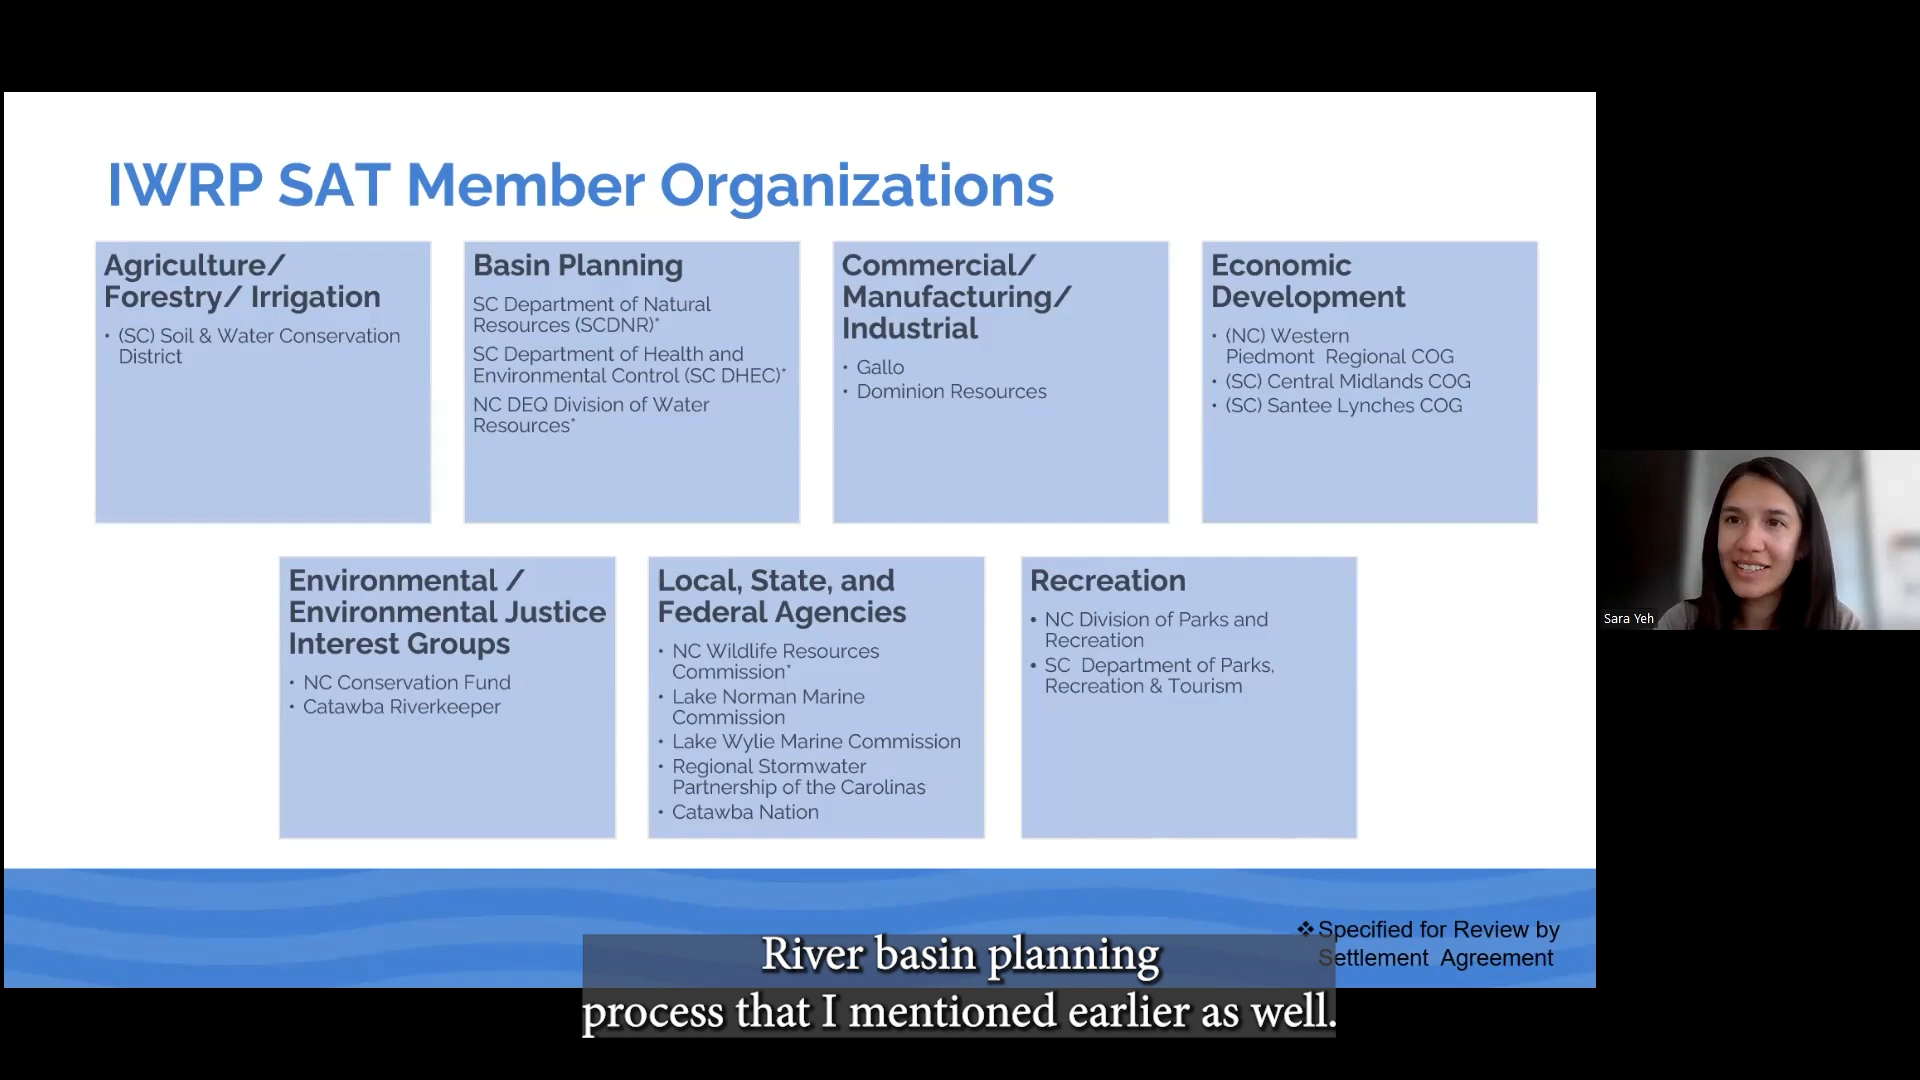 IWRP SAT Member Organizations
Agriculture/
Forestry/ Irrigation
• (SC) Soil & Water Conservation
District
Basin Planning
SC Department of Natural
Resources (SCDNR)*
SC Department of Health and
Environmental Control (SC DHEC)*
NC DEQ Division of Water
Resources*
Commercial/
Manufacturing/
Industrial
• Gallo
• Dominion Resources
Economic
Development
• (NC) Western
Piedmont  Regional COG
• (SC) Central Midlands COG
• (SC) Santee Lynches COG
Environmental /
Environmental Justice
Interest Groups
• NC Conservation Fund
• Catawba Riverkeeper
Local, State, and
Federal Agencies
• NC Wildlife Resources
Commission*
• Lake Norman Marine
Commission
• Lake Wylie Marine Commission
• Regional Stormwater
Partnership of the Carolinas
• Catawba Nation
Recreation
• NC Division of Parks and
Recreation
• SC  Department of Parks,
Recreation & Tourism
Sara Yeh
❖ Specified for Review by
Settlement  Agreement
River basin planning
process that I mentioned earlier as well.